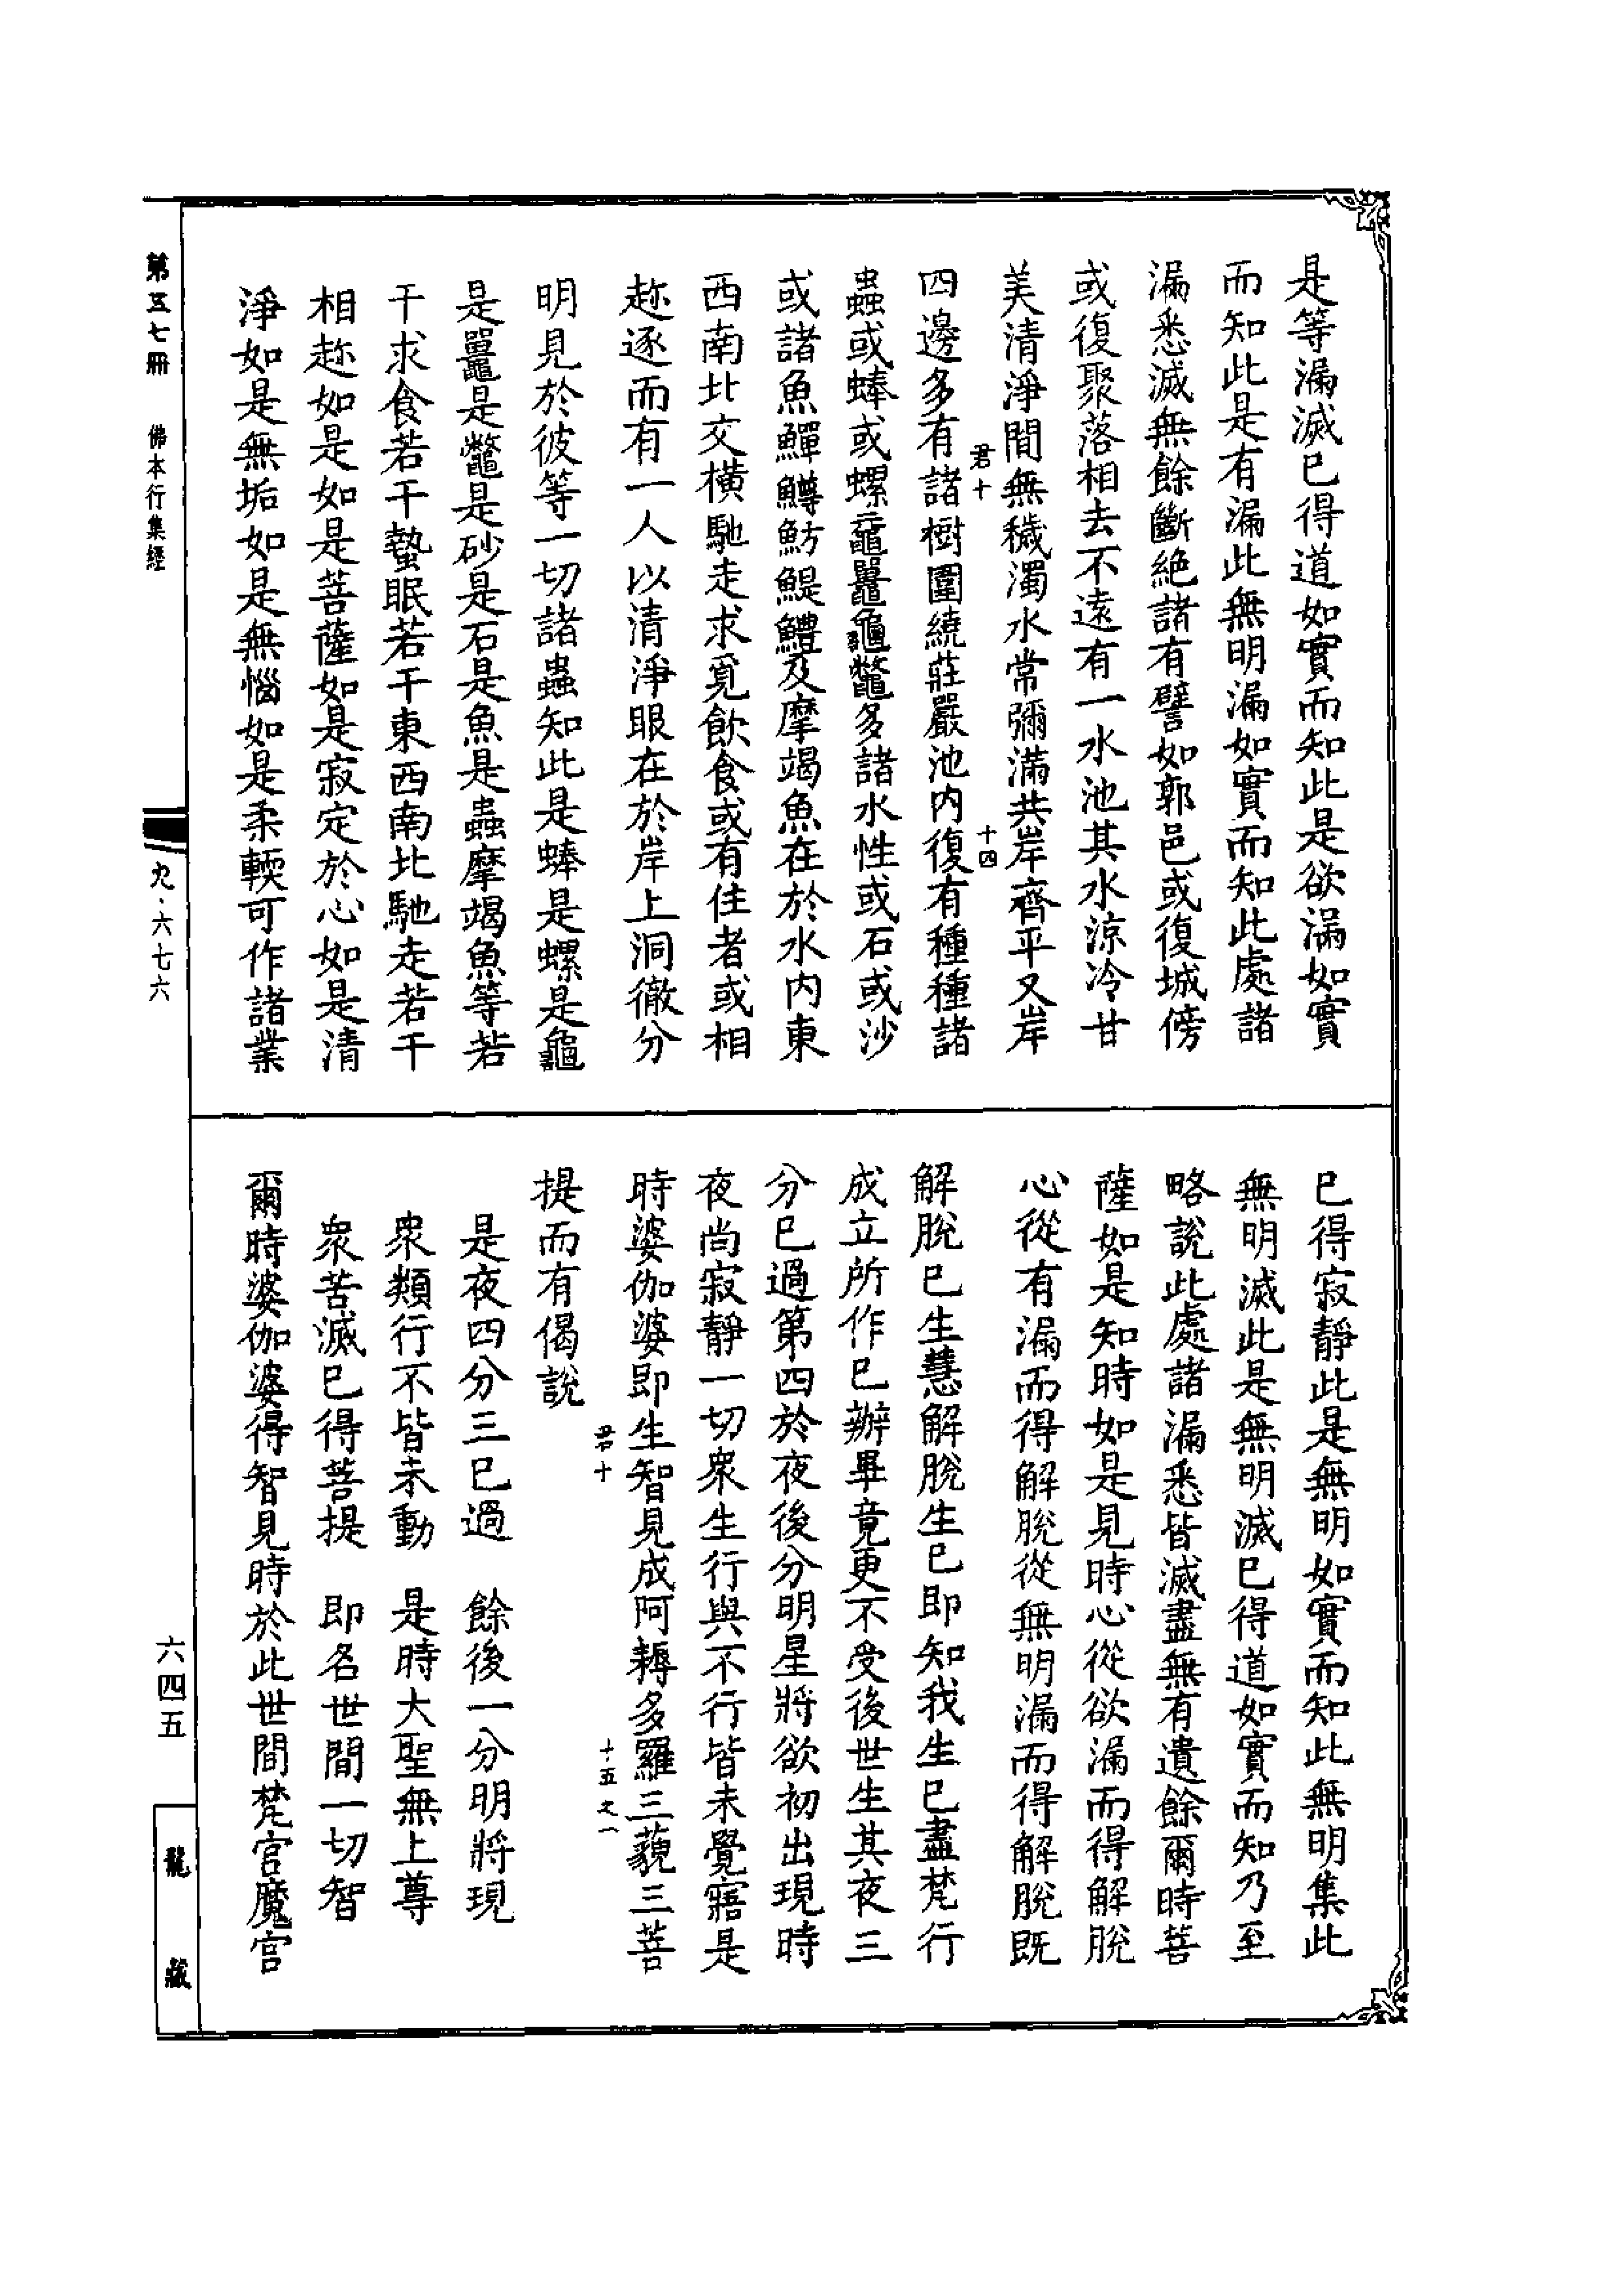 是等漏滅已得道如實而知此是欲漏如實
而知此是有漏此無明漏如實而知此處諸
漏悉滅無餘斷絕諸有譬如郭邑或復城傍
或復聚落相去不遠有一水池其水涼冷甘
美清淨間無穢濁水常彌滿共岸齊平又岸
君十
十四
四邊多有諸樹圍繞莊嚴池內復有種種諸
蟲或蜯或螺黿鼉龜鼈多諸水性或石或沙
或諸魚鱓鱒魴鯷鱧及摩竭魚在於水內東
西南北交橫馳走求覓飲食或有住者或相
趂逐而有一人以清淨眼在於岸上洞徹分
明見於彼等一切諸蟲知此是蜯是螺是龜
是鼉是鼈是砂是石是魚是蟲摩竭魚等若
干求食若干蟄眠若干東西南北馳走若干
相趂如是如是菩薩如是寂定於心如是清
淨如是無垢如是無惱如是柔輭可作諸業
已得寂靜此是無明如實而知此無明集此
無明滅此是無明滅已得道如實而知乃至
略說此處諸漏悉皆滅盡無有遺餘爾時菩
薩如是知時如是見時心從欲漏而得解脫
心從有漏而得解脫從無明漏而得解脫既
解脫已生慧解脫生已即知我生已盡梵行
成立所作已辦畢竟更不受後世生其夜三
分已過第四於夜後分明星將欲初出現時
夜尚寂靜一切眾生行與不行皆未覺寤是
時婆伽婆即生智見成阿耨多羅三藐三菩
君十
十五之一
提而有偈說
是夜四分三已過　餘後一分明將現
眾類行不皆未動　是時大聖無上尊
眾苦滅已得菩提　即名世間一切智
爾時婆伽婆得智見時於此世間梵宮魔宮
第五七冊　佛本行集經
九·六七六
六四五
龍藏